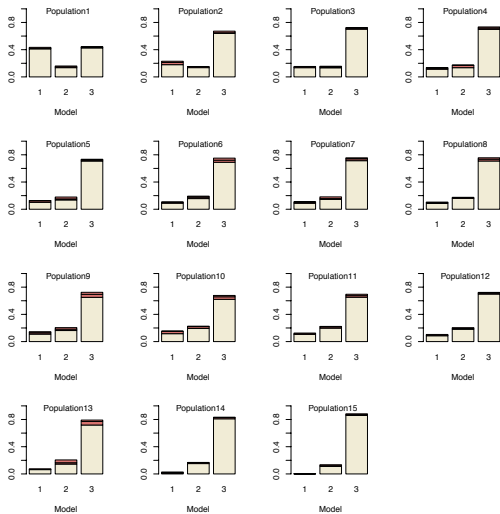 Population1
0.0 0.4 0.8
1 2 3
Model
Population2
0.0 0.4 0.8
1 2 3
Model
Population3
0.0 0.4 0.8
1 2 3
Model
Population4
0.0 0.4 0.8
1 2 3
Model
Population5
0.0 0.4 0.8
1 2 3
Model
Population6
0.0 0.4 0.8
1 2 3
Model
Population7
0.0 0.4 0.8
1 2 3
Model
Population8
0.0 0.4 0.8
1 2 3
Model
Population9
0.0 0.4 0.8
1 2 3
Model
Population10
0.0 0.4 0.8
1 2 3
Model
Population11
0.0 0.4 0.8
1 2 3
Model
Population12
0.0 0.4 0.8
1 2 3
Model
Population13
0.0 0.4 0.8
1 2 3
Model
Population14
0.0 0.4 0.8
1 2 3
Model
Population15
0.0 0.4 0.8
1 2 3
Model